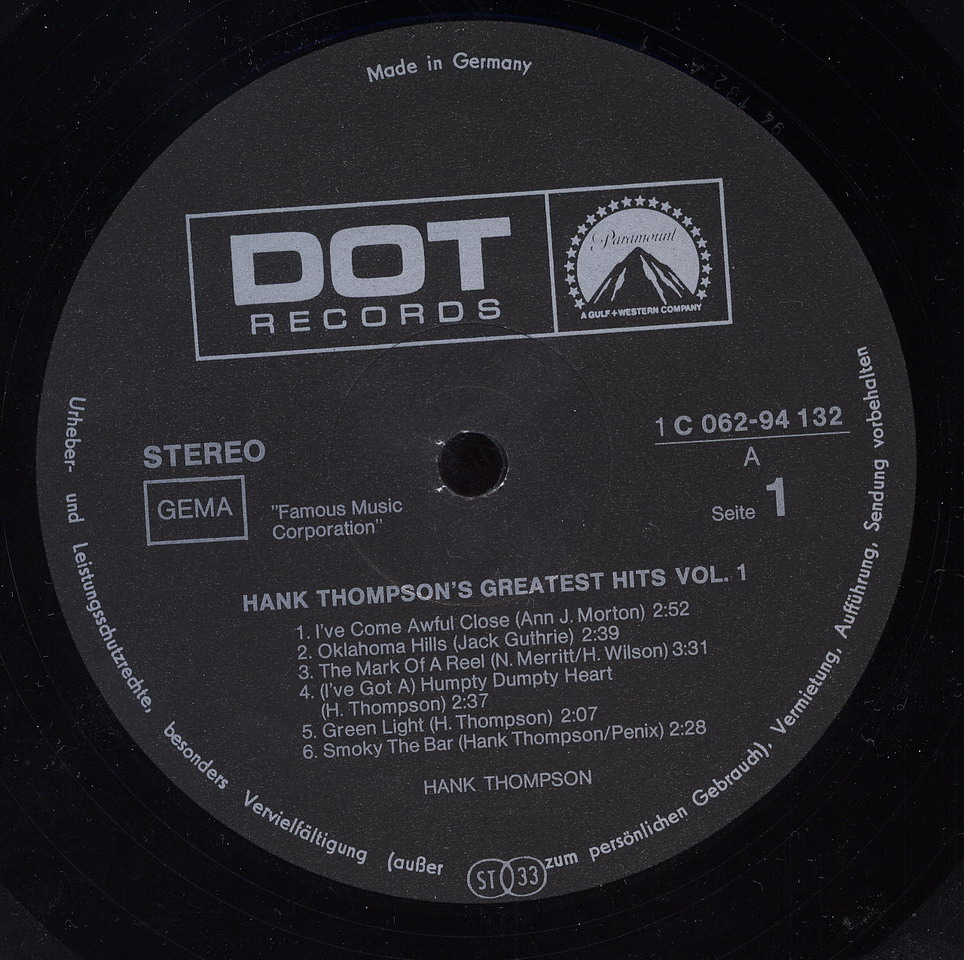 Made in Germany
DOT
RECORDS
Paramount
A GULF+WESTERN COMPANY
STEREO
GEMA
"Famous Music
Corporation"
1 C 062-94 132
A
Seite 1
HANK THOMPSON'S GREATEST HITS VOL. 1
1. I've Come Awful Close (Ann J. Morton) 2:52
2. Oklahoma Hills (Jack Guthrie) 2:39
3. The Mark Of A Reel (N. Merritt/H. Wilson) 3:31
4. (I've Got A) Humpty Dumpty Heart
(H. Thompson) 2:37
5. Green Light (H. Thompson) 2:07
6. Smoky The Bar (Hank Thompson/Penix) 2:28
HANK THOMPSON
Urheber- und Leistungsschutzrechte, besonders Vervielfältigung (außer zum persönlichen Gebrauch), Vermietung, Aufführung, Sendung vorbehalten
ST 33